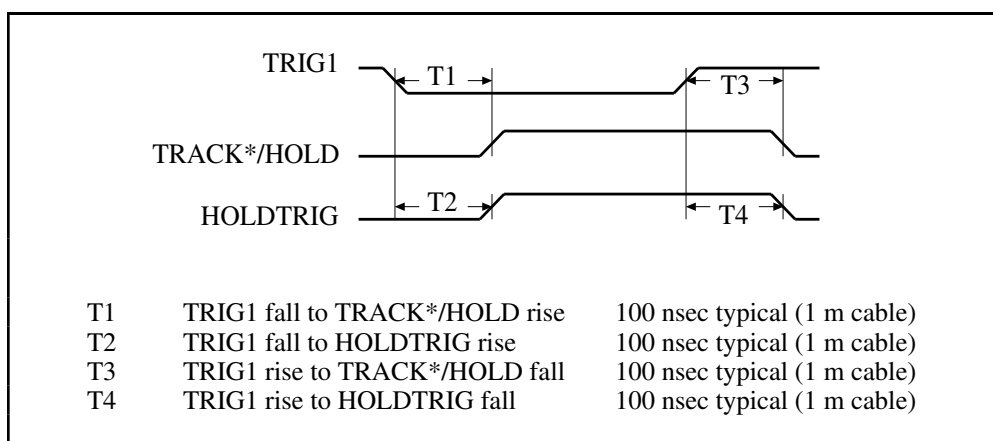 TRIG1
T1
T3
TRACK*/HOLD
T2
T4
HOLDTRIG
T1 TRIG1 fall to TRACK*/HOLD rise 100 nsec typical (1 m cable)
T2 TRIG1 fall to HOLDTRIG rise 100 nsec typical (1 m cable)
T3 TRIG1 rise to TRACK*/HOLD fall 100 nsec typical (1 m cable)
T4 TRIG1 rise to HOLDTRIG fall 100 nsec typical (1 m cable)